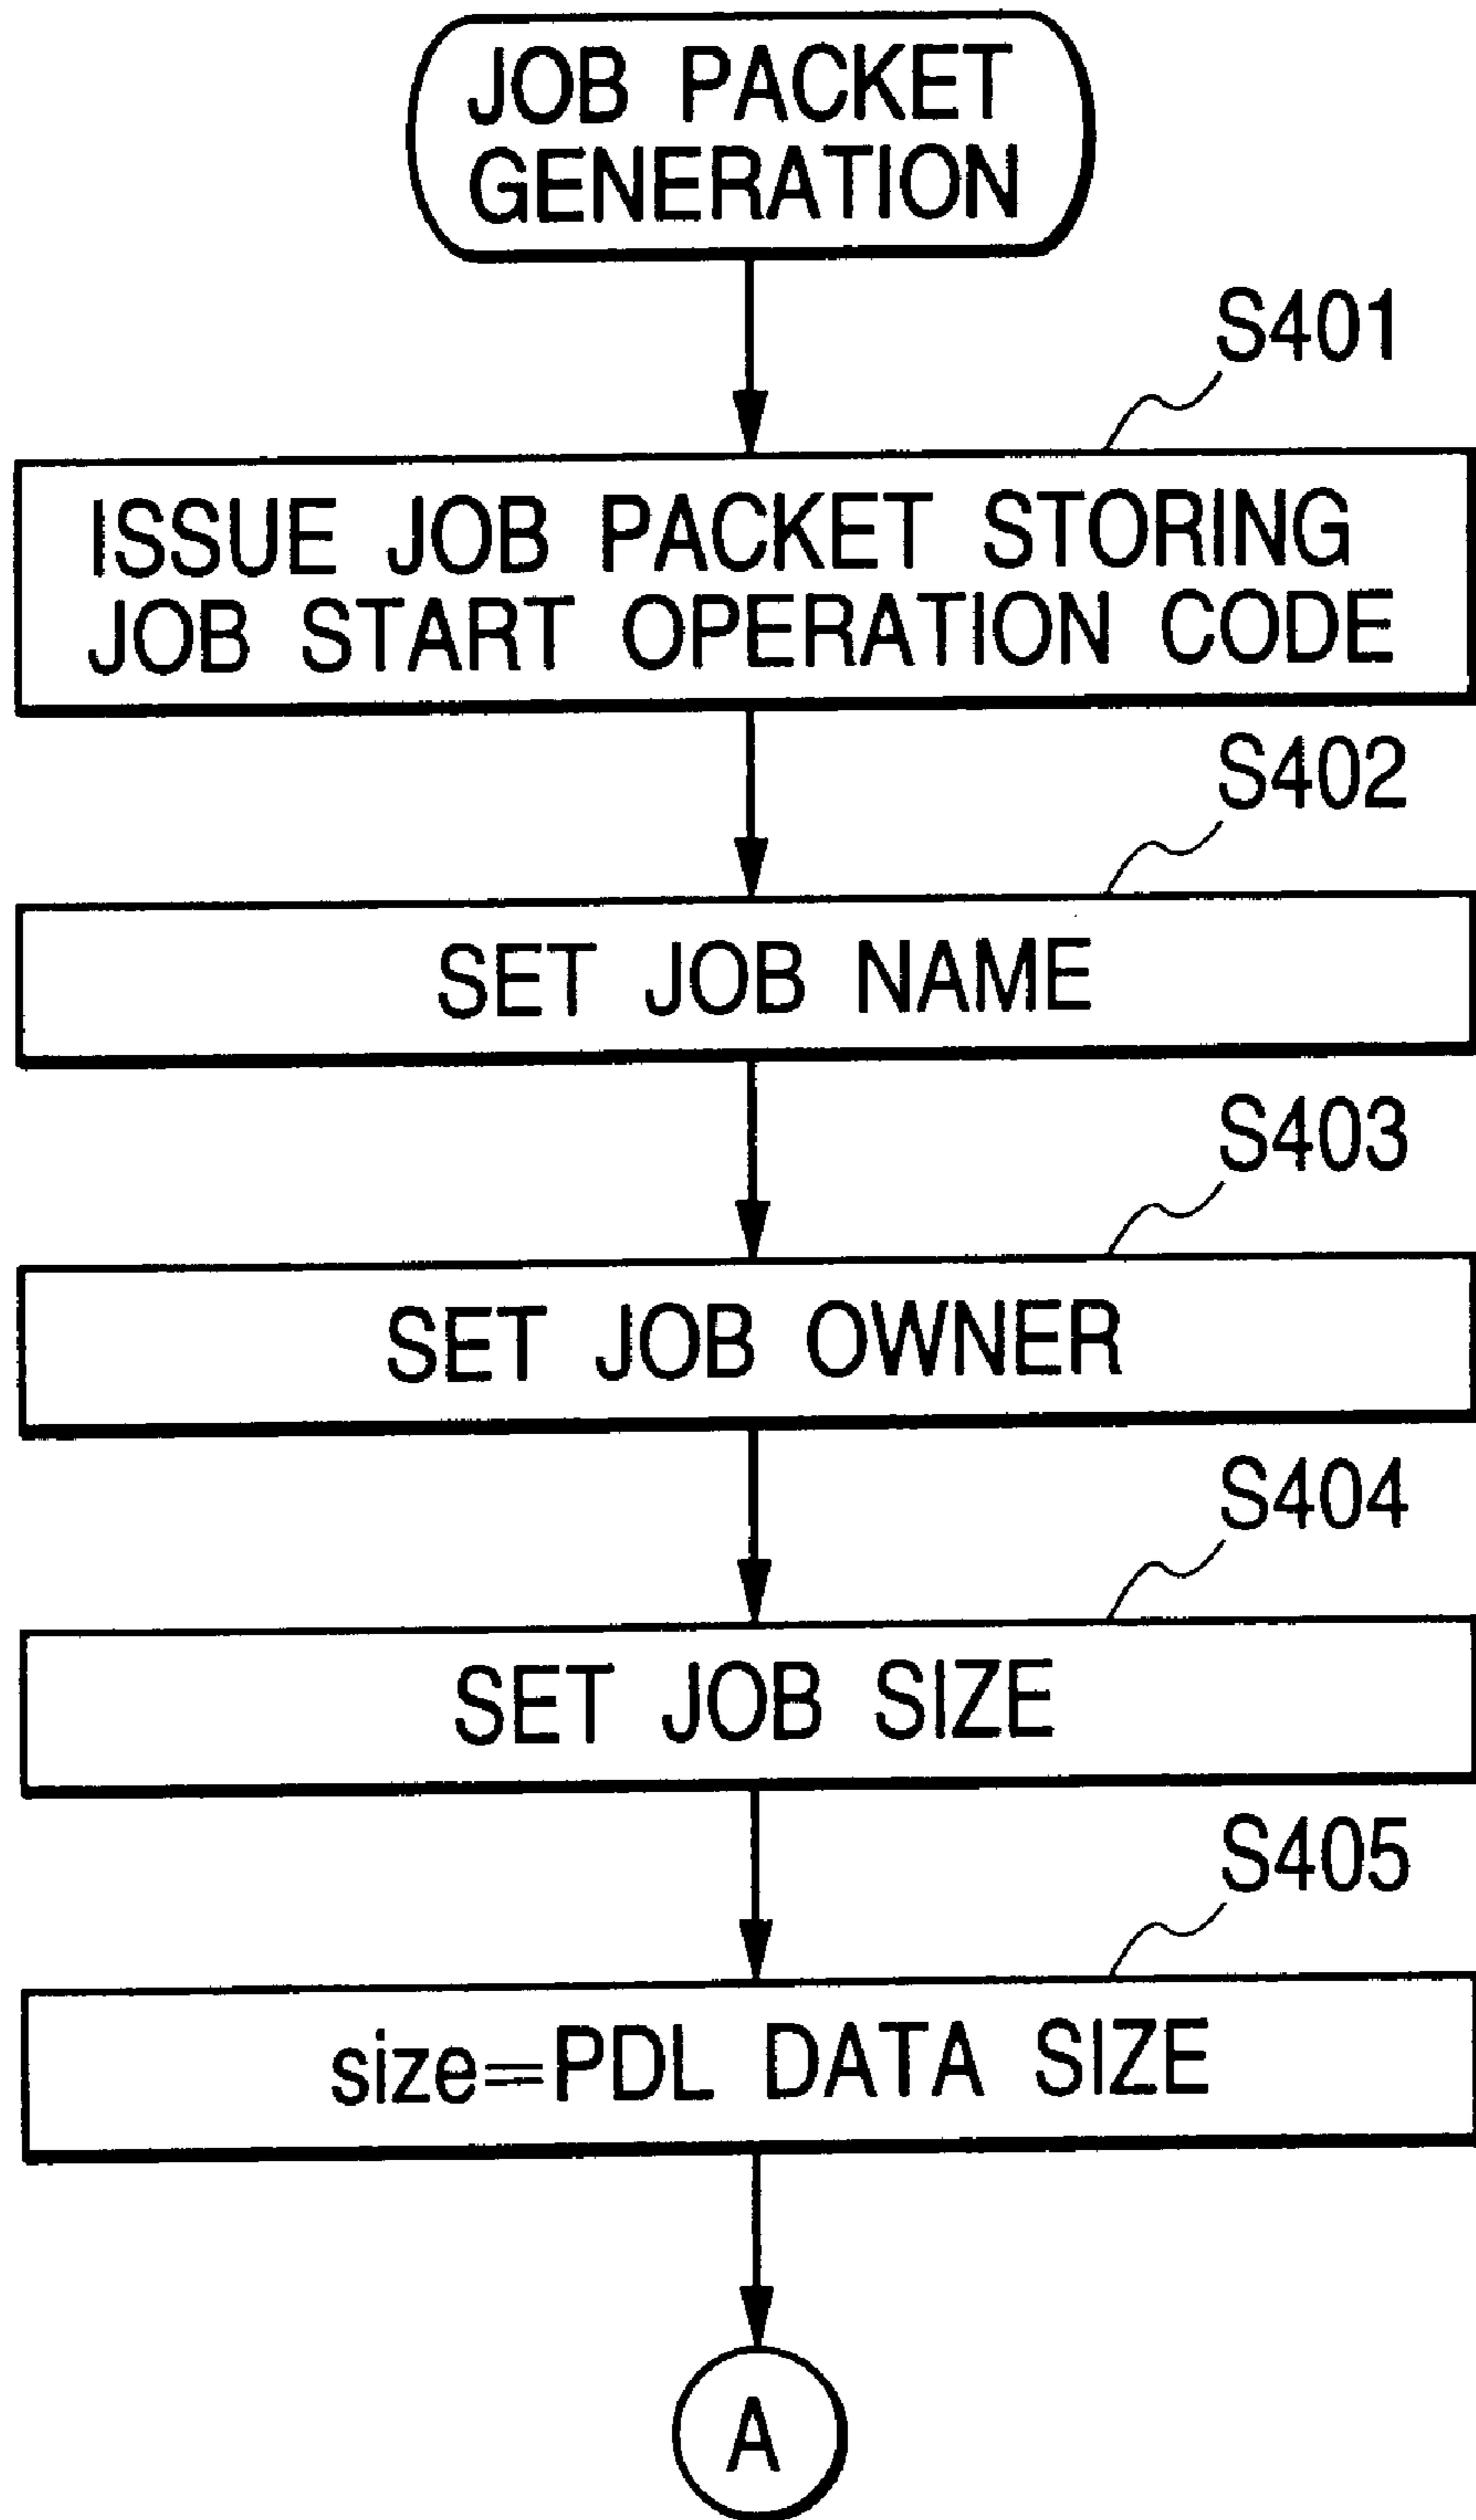 JOB PACKET
GENERATION
S401
ISSUE JOB PACKET STORING
JOB START OPERATION CODE
S402
SET JOB NAME
S403
SET JOB OWNER
S404
SET JOB SIZE
S405
size=PDL DATA SIZE
A